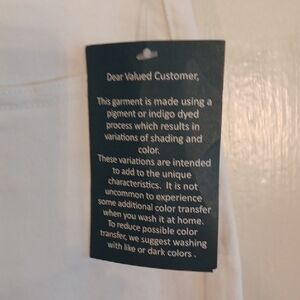 Dear Valued Customer,
This garment is made using a
pigment or indigo dyed
process which results in
variations of shading and
color.
These variations are intended
to add to the unique
characteristics. It is not
uncommon to experience
some additional color transfer
when you wash it at home.
To reduce possible color
transfer, we suggest washing
with like or dark colors .